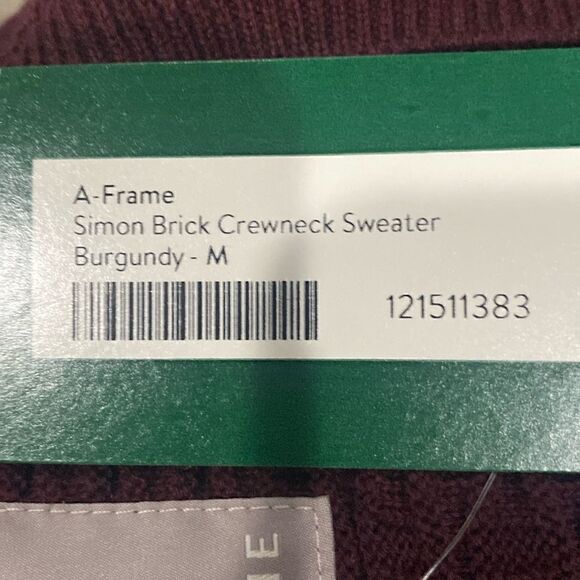 A-Frame
Simon Brick Crewneck Sweater
Burgundy - M
121511383